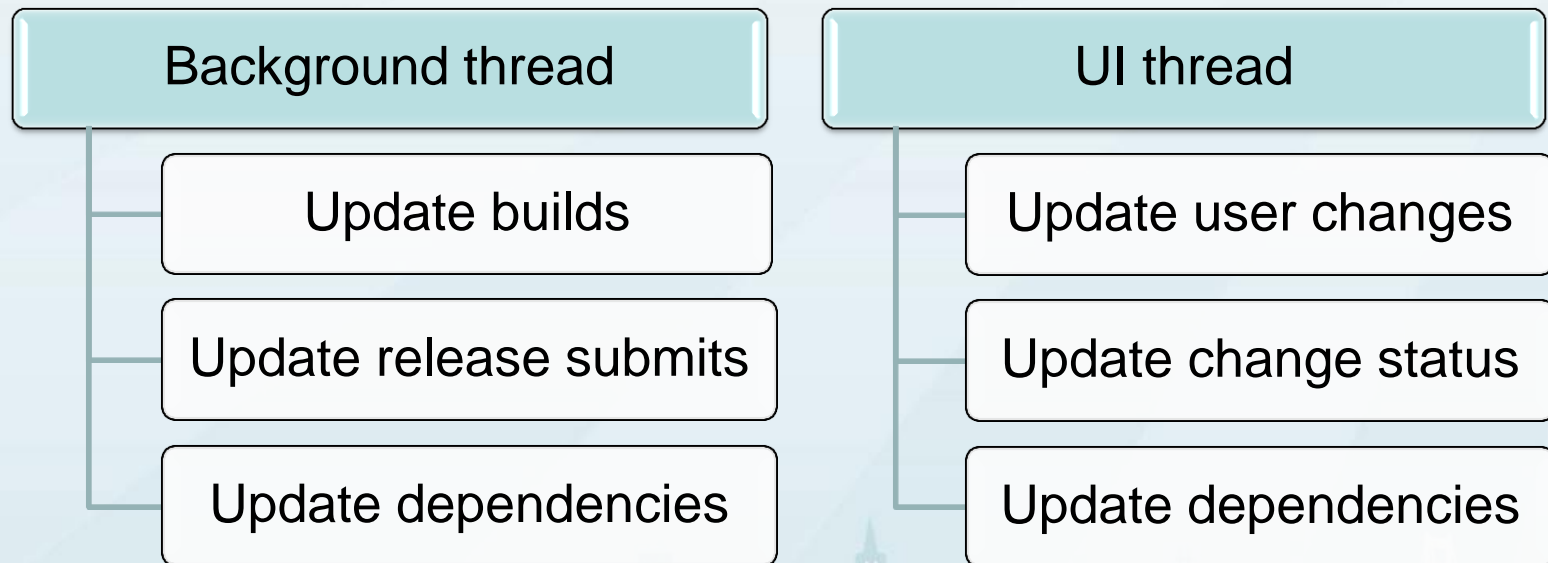 Background thread
Update builds
Update release submits
Update dependencies
UI thread
Update user changes
Update change status
Update dependencies